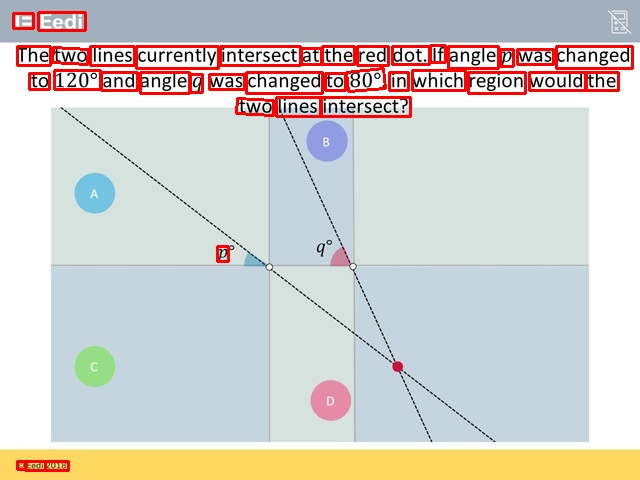 Eedi
The two lines currently intersect at the red dot. If angle p was changed
to 120° and angle q was changed to 80°, in which region would the
two lines intersect?
B
A
p°
q°
C
D
© Eedi 2018